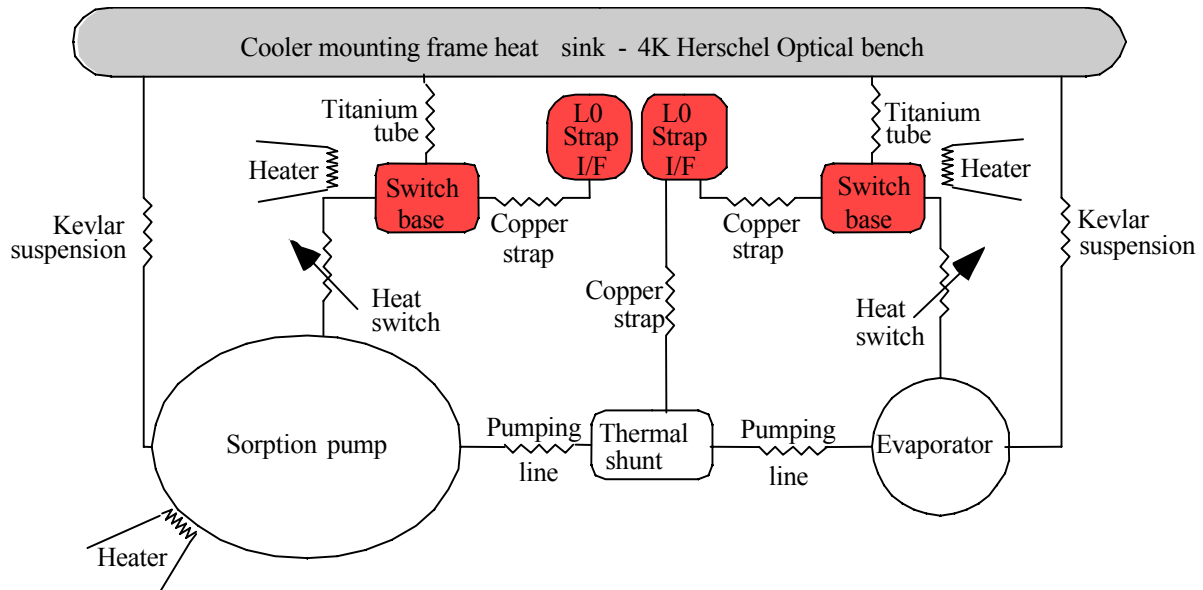 Cooler mounting frame heat sink - 4K Herschel Optical bench
Titanium
tube
L0
Strap
I/F
L0
Strap
I/F
Titanium
tube
Heater
Switch
base
Copper
strap
Copper
strap
Switch
base
Heater
Kevlar
suspension
Heat
switch
Copper
strap
Heat
switch
Kevlar
suspension
Sorption pump
Pumping
line
Thermal
shunt
Pumping
line
Evaporator
Heater